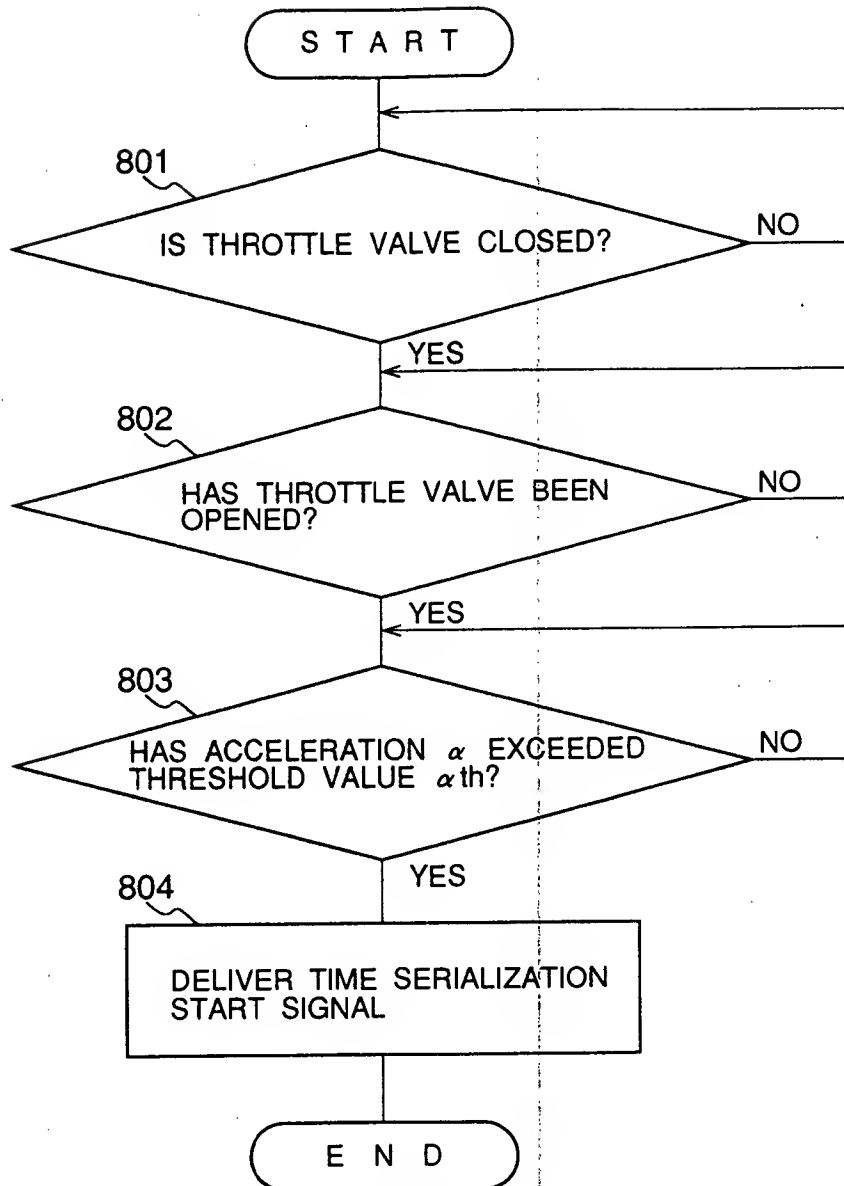 START
801
IS THROTTLE VALVE CLOSED?
NO
YES
802
HAS THROTTLE VALVE BEEN
OPENED?
NO
YES
803
HAS ACCELERATION α EXCEEDED
THRESHOLD VALUE αth?
NO
YES
804
DELIVER TIME SERIALIZATION
START SIGNAL
END